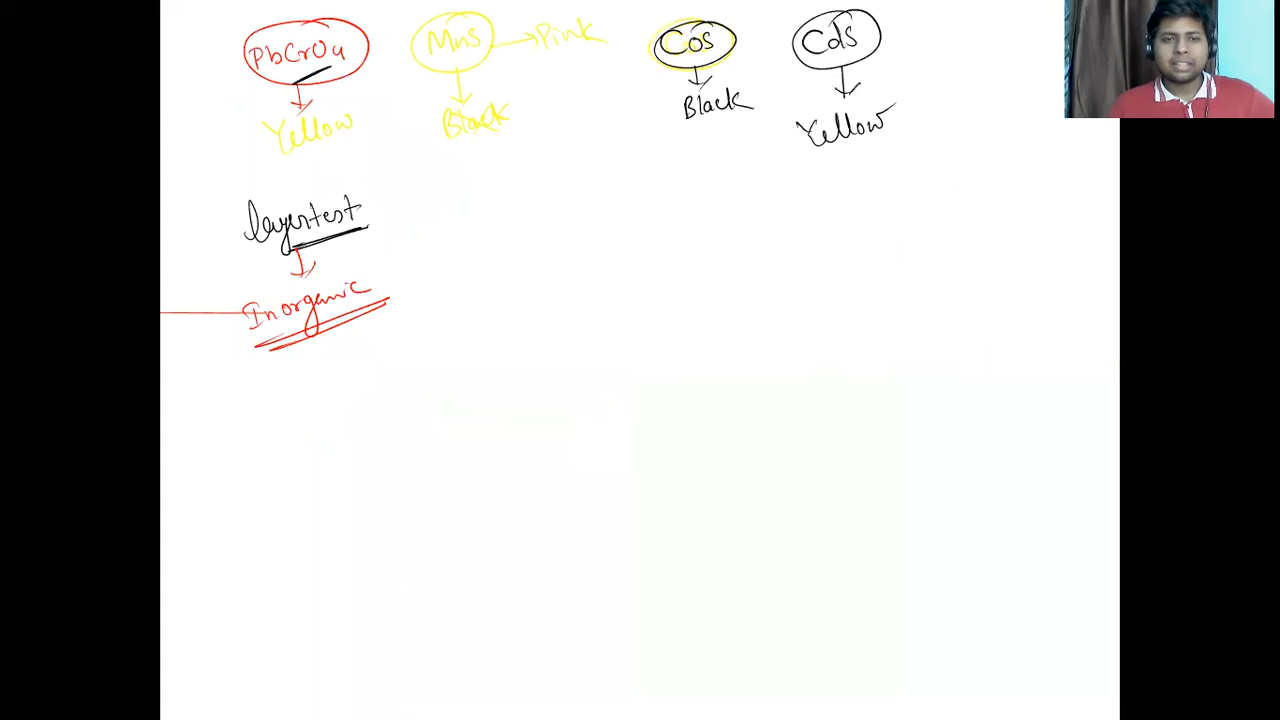 PbCrO4 MnS → Pink CoS CdS
Yellow Black Black Yellow
layer test
Inorganic